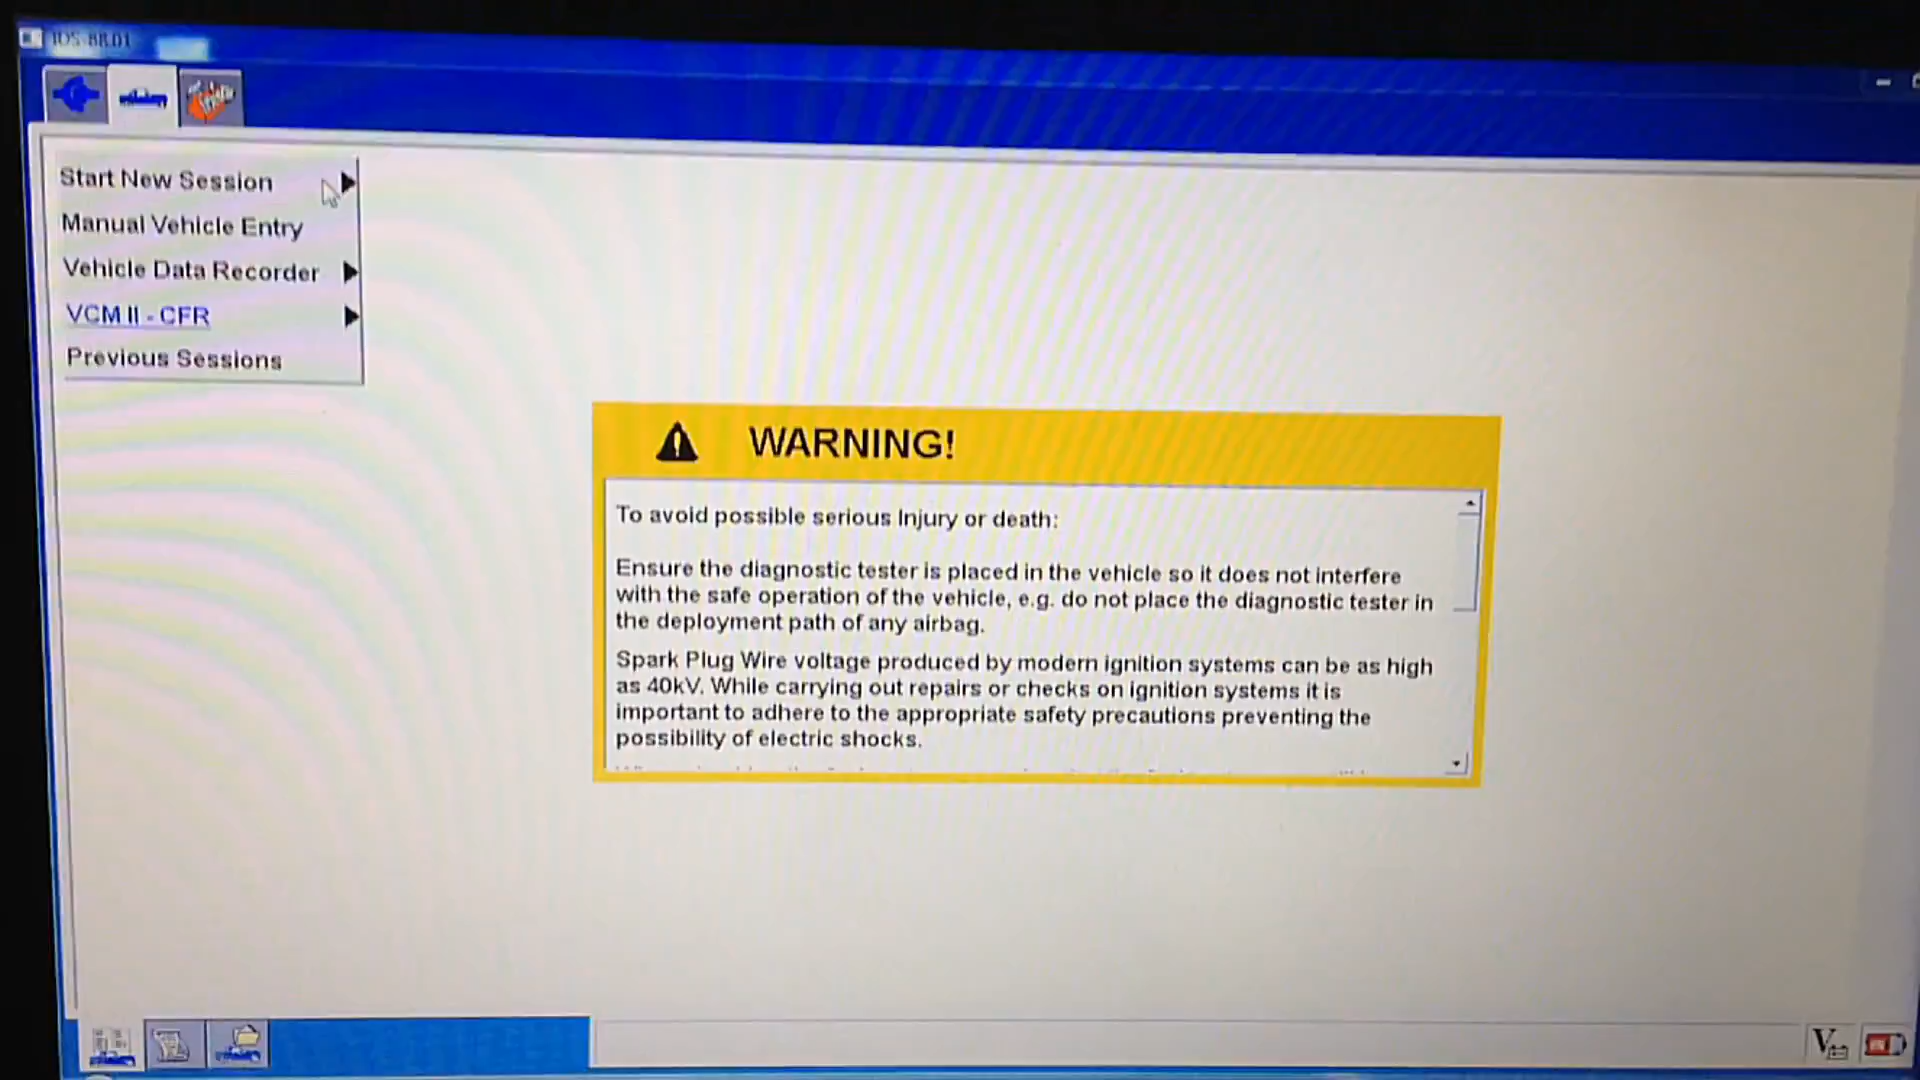 IDS-88.01
Start New Session
Manual Vehicle Entry
Vehicle Data Recorder
VCM II - CFR
Previous Sessions
WARNING!
To avoid possible serious Injury or death:
Ensure the diagnostic tester is placed in the vehicle so it does not interfere
with the safe operation of the vehicle, e.g. do not place the diagnostic tester in
the deployment path of any airbag.
Spark Plug Wire voltage produced by modern ignition systems can be as high
as 40kV. While carrying out repairs or checks on ignition systems it is
important to adhere to the appropriate safety precautions preventing the
possibility of electric shocks.
V